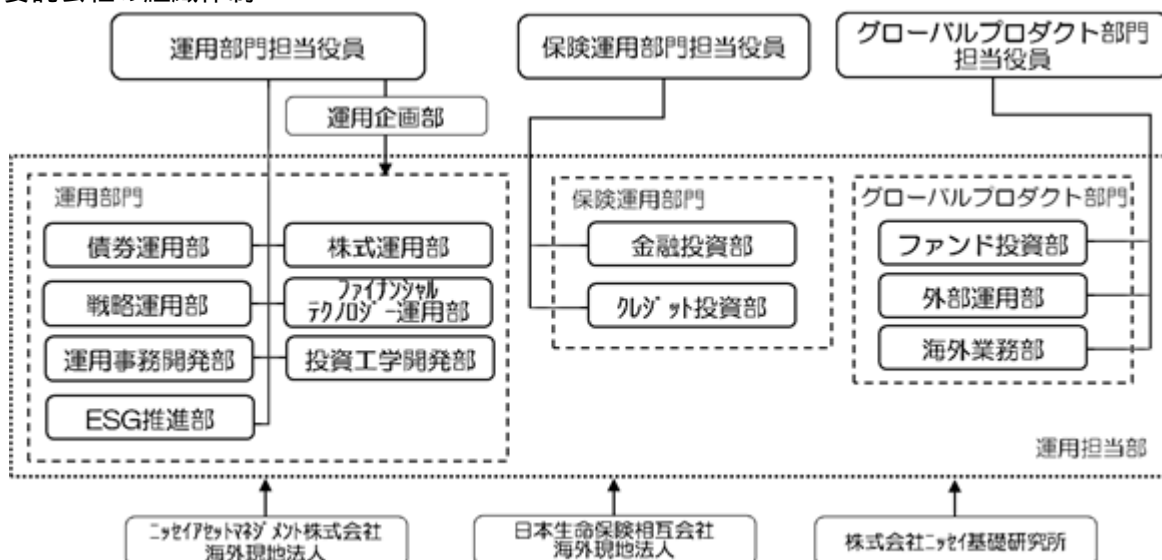 運用部門担当役員
保険運用部門担当役員
グローバルプロダクト部門
担当役員
運用企画部
運用部門
債券運用部
株式運用部
戦略運用部
ファイナンシャル
テクノロジー運用部
運用事務開発部
投資工学開発部
ESG推進部
保険運用部門
金融投資部
クレジット投資部
グローバルプロダクト部門
ファンド投資部
外部運用部
海外業務部
運用担当部
ニッセイアセットマネジメント株式会社
海外現地法人
日本生命保険相互会社
海外現地法人
株式会社ニッセイ基礎研究所